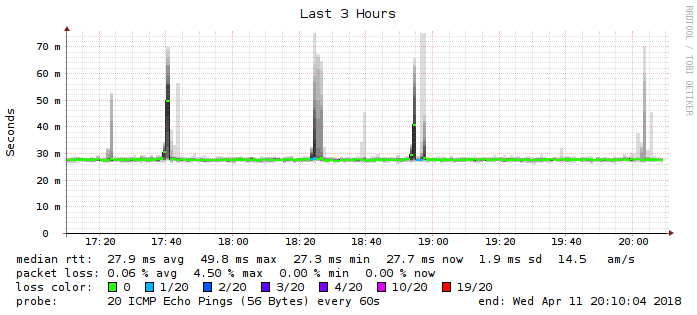 Last 3 Hours
RRDTOOL / TOBI OETIKER
Seconds
70 m
60 m
50 m
40 m
30 m
20 m
10 m
0
17:20 17:40 18:00 18:20 18:40 19:00 19:20 19:40 20:00
median rtt: 27.9 ms avg 49.8 ms max 27.3 ms min 27.7 ms now 1.9 ms sd 14.5 am/s
packet loss: 0.06 % avg 4.50 % max 0.00 % min 0.00 % now
loss color: 0 1/20 2/20 3/20 4/20 10/20 19/20
probe: 20 ICMP Echo Pings (56 Bytes) every 60s end: Wed Apr 11 20:10:04 2018